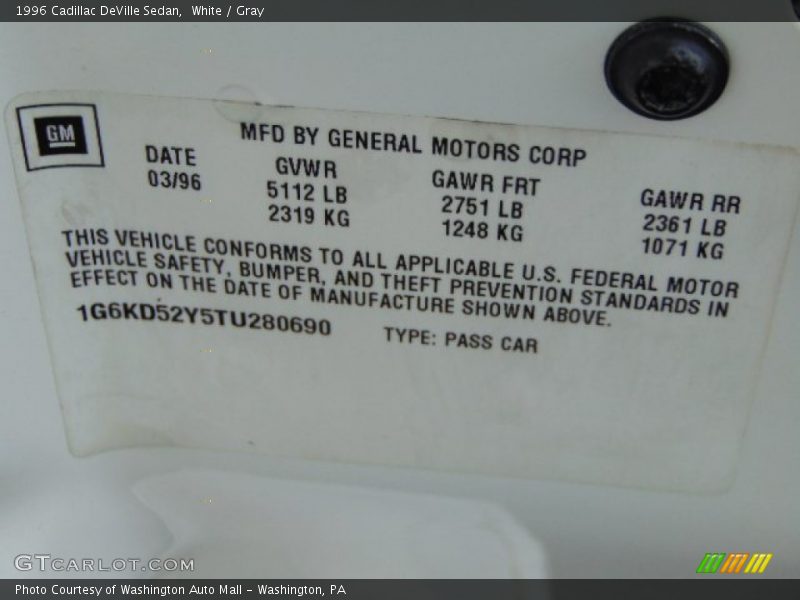 1996 Cadillac DeVille Sedan,  White / Gray
GM
MFD BY GENERAL MOTORS CORP
DATE
03/96
GVWR
5112 LB
2319 KG
GAWR FRT
2751 LB
1248 KG
GAWR RR
2361 LB
1071 KG
THIS VEHICLE CONFORMS TO ALL APPLICABLE U.S. FEDERAL MOTOR
VEHICLE SAFETY, BUMPER, AND THEFT PREVENTION STANDARDS IN
EFFECT ON THE DATE OF MANUFACTURE SHOWN ABOVE.
1G6KD52Y5TU280690
TYPE: PASS CAR
GTCARLOT.COM
Photo Courtesy of Washington Auto Mall - Washington, PA